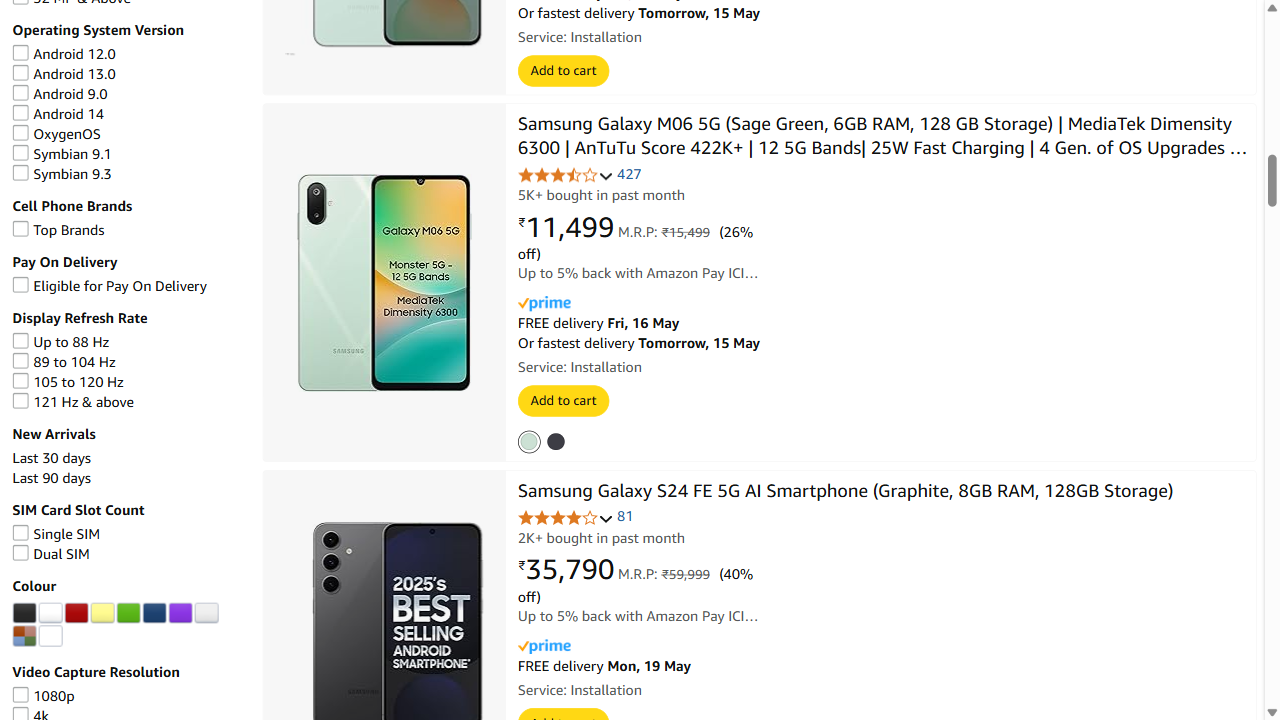 Operating System Version
Android 12.0
Android 13.0
Android 9.0
Android 14
OxygenOS
Symbian 9.1
Symbian 9.3
Cell Phone Brands
Top Brands
Pay On Delivery
Eligible for Pay On Delivery
Display Refresh Rate
Up to 88 Hz
89 to 104 Hz
105 to 120 Hz
121 Hz & above
New Arrivals
Last 30 days
Last 90 days
SIM Card Slot Count
Single SIM
Dual SIM
Colour
Video Capture Resolution
1080p
4k
Or fastest delivery Tomorrow, 15 May
Service: Installation
Add to cart
Galaxy M06 5G
Monster 5G -
12 5G Bands
MediaTek
Dimensity 6300
SAMSUNG
Samsung Galaxy M06 5G (Sage Green, 6GB RAM, 128 GB Storage) | MediaTek Dimensity
6300 | AnTuTu Score 422K+ | 12 5G Bands| 25W Fast Charging | 4 Gen. of OS Upgrades ...
427
5K+ bought in past month
₹11,499 M.R.P: ₹15,499 (26%
off)
Up to 5% back with Amazon Pay ICI...
prime
FREE delivery Fri, 16 May
Or fastest delivery Tomorrow, 15 May
Service: Installation
Add to cart
2025's
BEST
SELLING
ANDROID
SMARTPHONE*
Samsung Galaxy S24 FE 5G AI Smartphone (Graphite, 8GB RAM, 128GB Storage)
81
2K+ bought in past month
₹35,790 M.R.P: ₹59,999 (40%
off)
Up to 5% back with Amazon Pay ICI...
prime
FREE delivery Mon, 19 May
Service: Installation